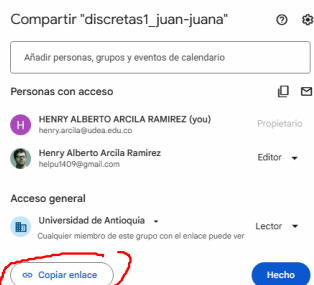 Compartir "discretas1_juan-juana"
Añadir personas, grupos y eventos de calendario
Personas con acceso
H
HENRY ALBERTO ARCILA RAMIREZ (you)
henry.arcila@udea.edu.co
Propietario
Henry Alberto Arcila Ramirez
helpu1409@gmail.com
Editor
Acceso general
Universidad de Antioquia
Cualquier miembro de este grupo con el enlace puede ver
Lector
Copiar enlace
Hecho